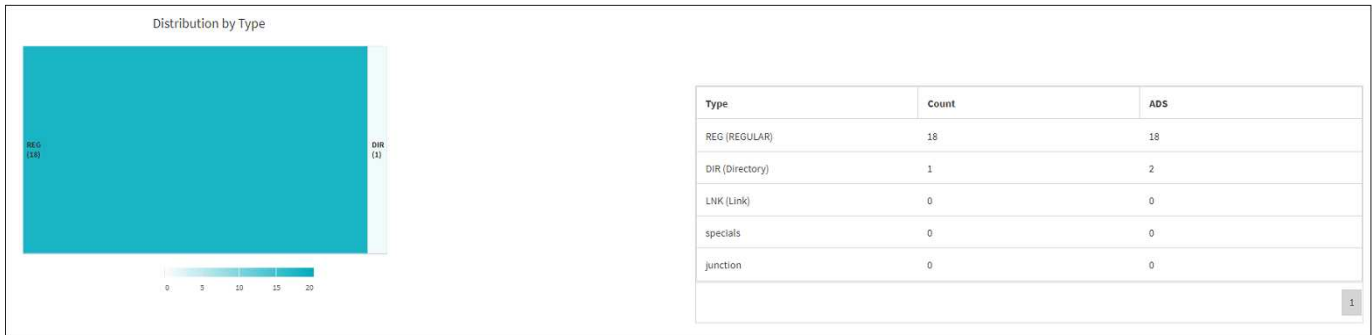 Distribution by Type
REG
(18)
DIR
(1)
0 5 10 15 20
Type Count ADS
REG (REGULAR) 18 18
DIR (Directory) 1 2
LNK (Link) 0 0
specials 0 0
junction 0 0
1